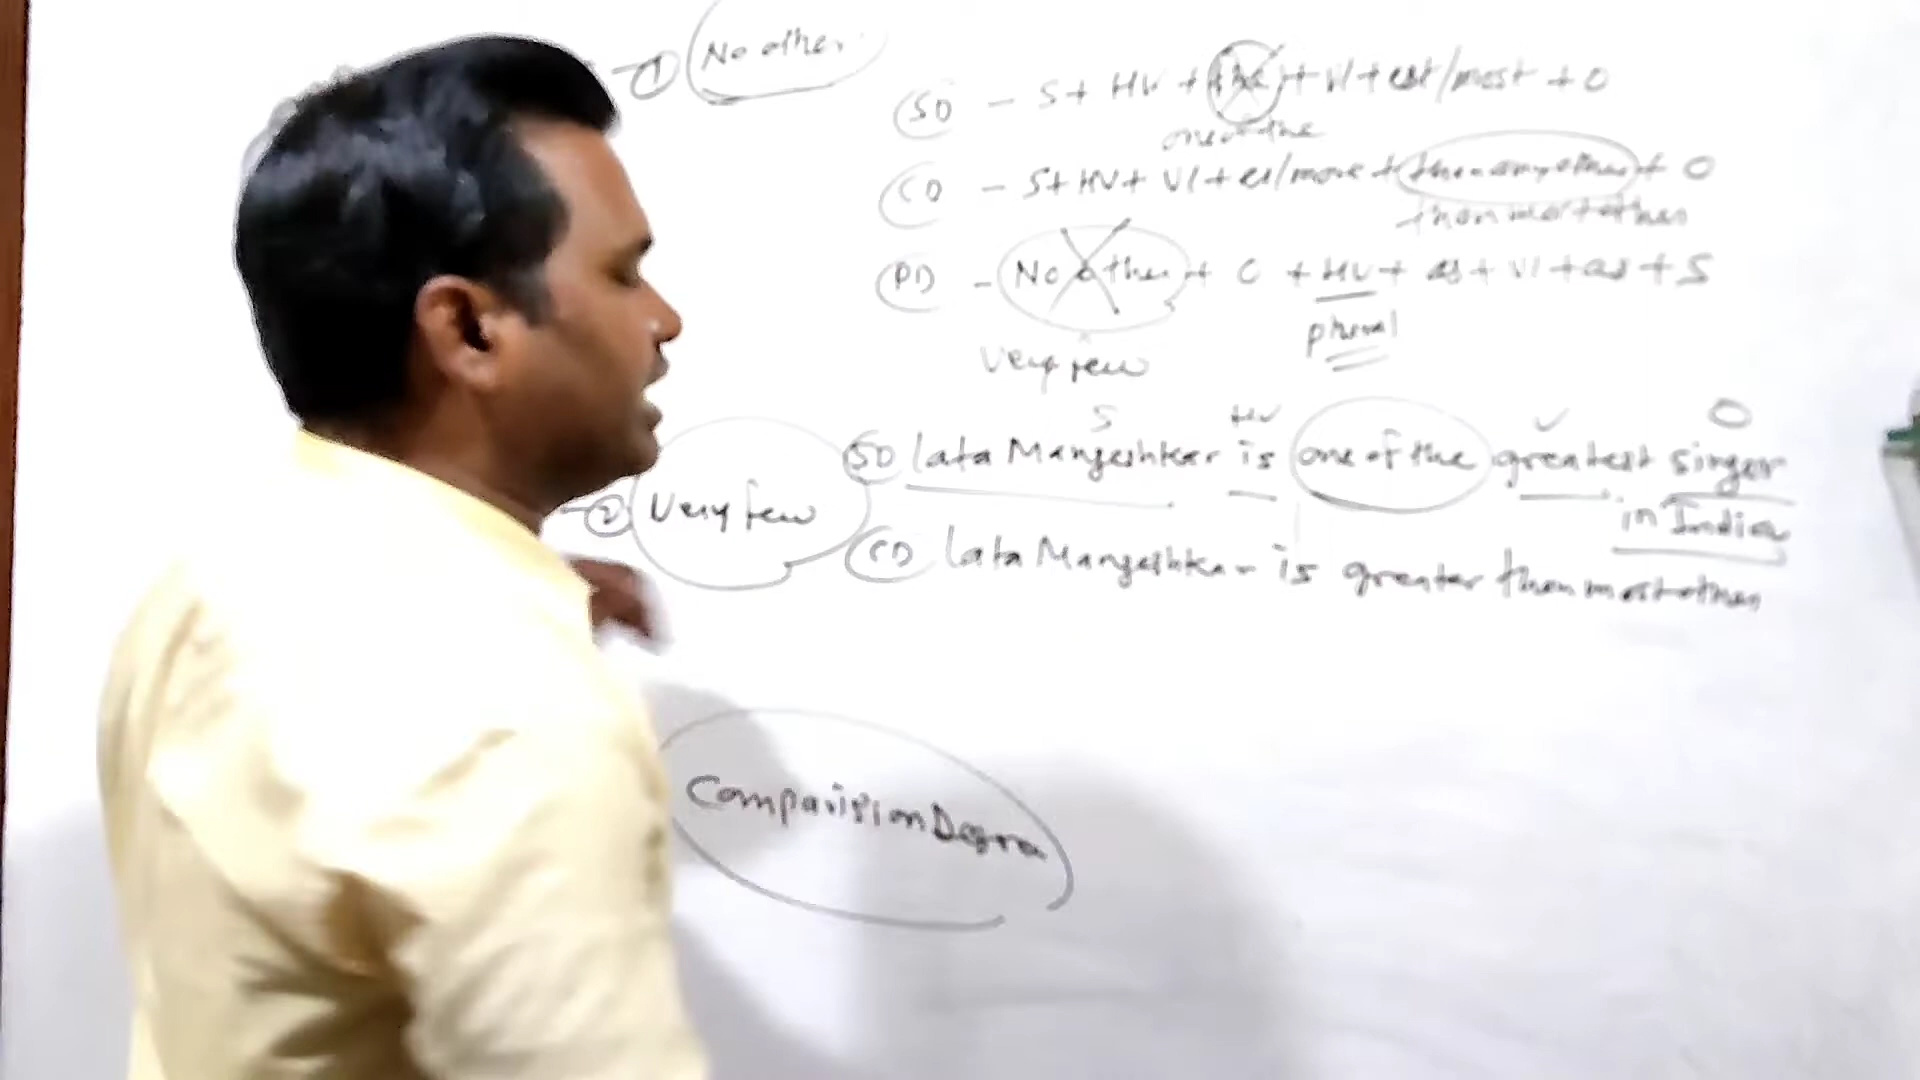 ① No other
SD - S + HV + the + V1 + est/most + O
one of the
CD - S + HV + V1 + er/more + than any other + O
than most other
PD - No other + C + HV + as + V1 + as + S
Very few
plural
S HV V O
② Very few
SD Lata Mangeshkar is one of the greatest singer
in India
CD Lata Mangeshkar is greater than most other
Comparision Degree